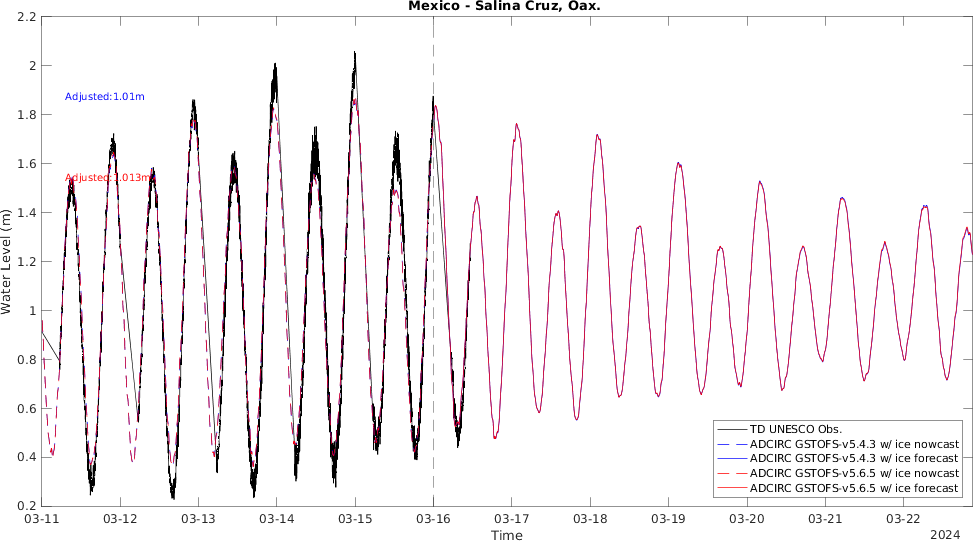 Mexico - Salina Cruz, Oax.
2.2
2
1.8
1.6
1.4
1.2
1
0.8
0.6
0.4
0.2
Water Level (m)
Adjusted:1.01m
Adjusted:1.013m
TD UNESCO Obs.
ADCIRC GSTOFS-v5.4.3 w/ ice nowcast
ADCIRC GSTOFS-v5.4.3 w/ ice forecast
ADCIRC GSTOFS-v5.6.5 w/ ice nowcast
ADCIRC GSTOFS-v5.6.5 w/ ice forecast
03-11 03-12 03-13 03-14 03-15 03-16 03-17 03-18 03-19 03-20 03-21 03-22
Time
2024